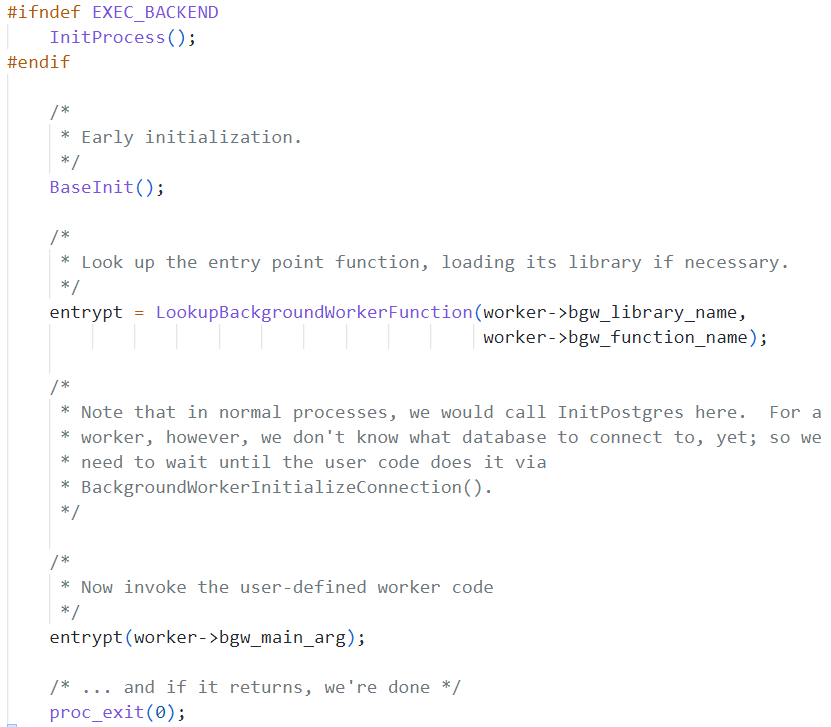 #ifndef EXEC_BACKEND
    InitProcess();
#endif

    /*
     * Early initialization.
     */
    BaseInit();

    /*
     * Look up the entry point function, loading its library if necessary.
     */
    entrypt = LookupBackgroundWorkerFunction(worker->bgw_library_name,
                                             worker->bgw_function_name);

    /*
     * Note that in normal processes, we would call InitPostgres here.  For a
     * worker, however, we don't know what database to connect to, yet; so we
     * need to wait until the user code does it via
     * BackgroundWorkerInitializeConnection().
     */

    /*
     * Now invoke the user-defined worker code
     */
    entrypt(worker->bgw_main_arg);

    /* ... and if it returns, we're done */
    proc_exit(0);